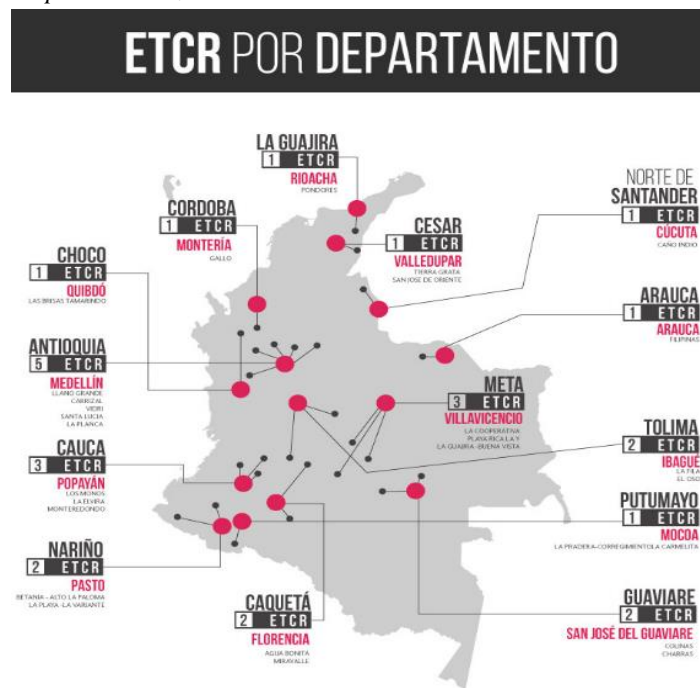 ETCR POR DEPARTAMENTO
LA GUAJIRA
1 ETCR
RIOACHA
PONDORES
CORDOBA
1 ETCR
MONTERÍA
GALLO
CESAR
1 ETCR
VALLEDUPAR
TIERRA GRATA
SAN JOSE DE ORIENTE
NORTE DE
SANTANDER
1 ETCR
CÚCUTA
CAÑO INDIO
CHOCO
1 ETCR
QUIBDÓ
LAS BRISAS TAMARINDO
ARAUCA
1 ETCR
ARAUCA
FILIPINAS
ANTIOQUIA
5 ETCR
MEDELLÍN
LLANO GRANDE
CARRIZAL
VIDRI
SANTA LUCIA
LA PLANCA
META
3 ETCR
VILLAVICENCIO
LA COOPERATIVA
PLAYA RICA LA Y
LA GUAJIRA -BUENA VISTA
TOLIMA
2 ETCR
IBAGUÉ
LA FILA
EL OSO
CAUCA
3 ETCR
POPAYÁN
LOS MONOS
LA ELVIRA
MONTEREDONDO
PUTUMAYO
1 ETCR
MOCOA
LA PRADERA-CORREGIMIENTO LA CARMELITA
NARIÑO
2 ETCR
PASTO
BETANIA - ALTO LA PALOMA
LA PLAYA -LA VARIANTE
CAQUETÁ
2 ETCR
FLORENCIA
AGUA BONITA
MIRAVALLE
GUAVIARE
2 ETCR
SAN JOSÉ DEL GUAVIARE
COLINAS
CHARRAS